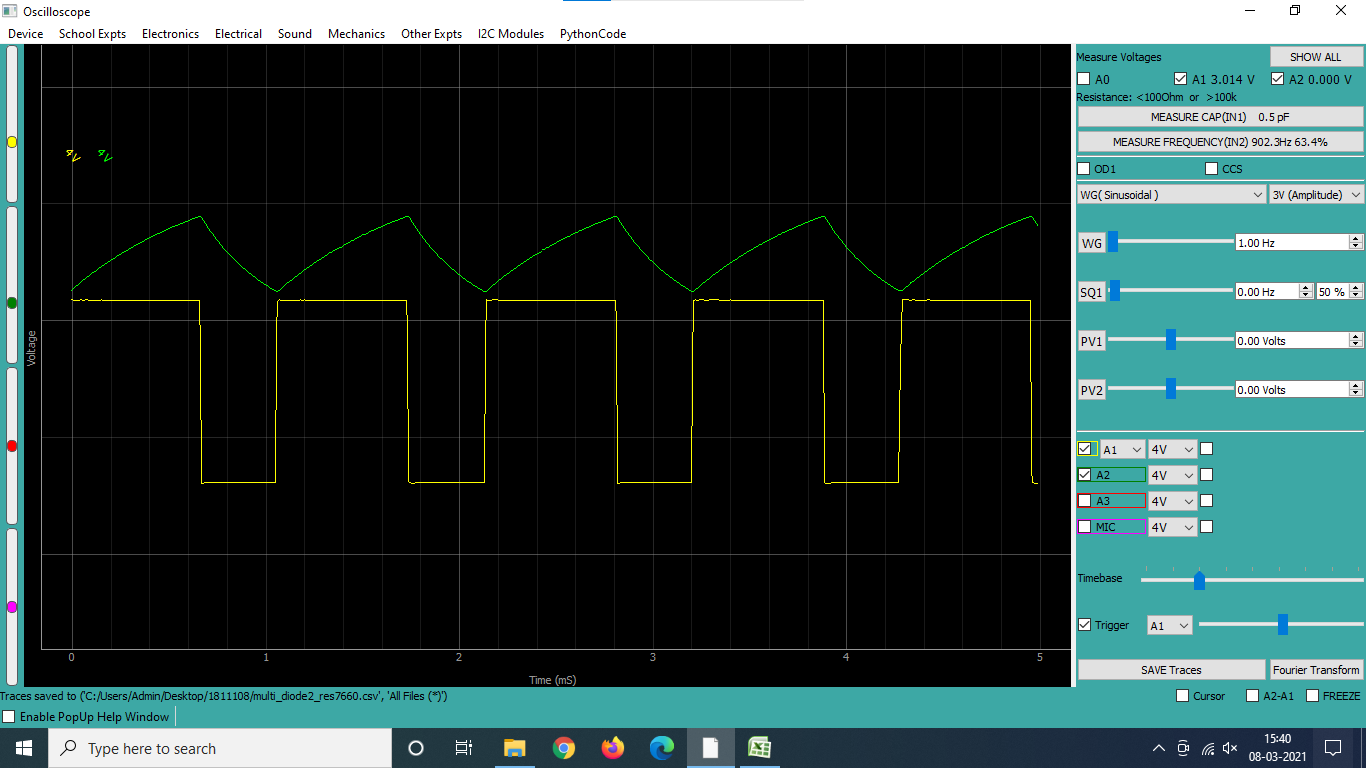 Oscilloscope
Device School Expts Electronics Electrical Sound Mechanics Other Expts I2C Modules PythonCode
Measure Voltages SHOW ALL
A0 A1 3.014 V A2 0.000 V
Resistance: <100Ohm or >100k
MEASURE CAP(IN1) 0.5 pF
MEASURE FREQUENCY(IN2) 902.3Hz 63.4%
OD1 CCS
WG( Sinusoidal ) 3V (Amplitude)
WG 1.00 Hz
SQ1 0.00 Hz 50 %
PV1 0.00 Volts
PV2 0.00 Volts
A1 4V
A2 4V
A3 4V
MIC 4V
Timebase
Trigger A1
SAVE Traces Fourier Transform
Cursor A2-A1 FREEZE
Voltage
0 1 2 3 4 5
Time (mS)
Traces saved to ('C:/Users/Admin/Desktop/1811108/multi_diode2_res7660.csv', 'All Files (*)')
Enable PopUp Help Window
Type here to search
15:40
08-03-2021